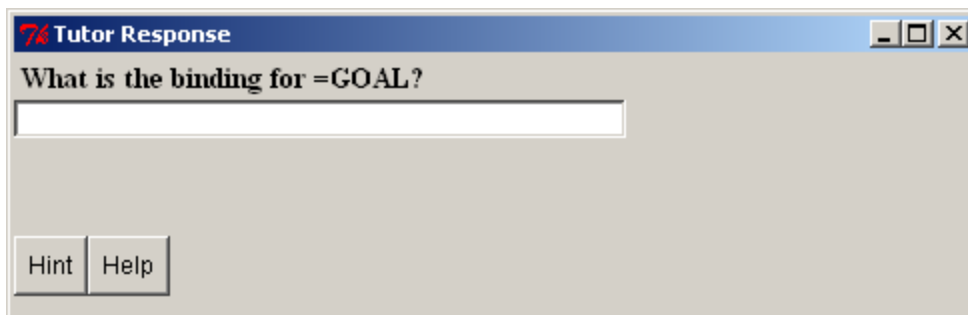 Tutor Response
What is the binding for =GOAL?
Hint Help